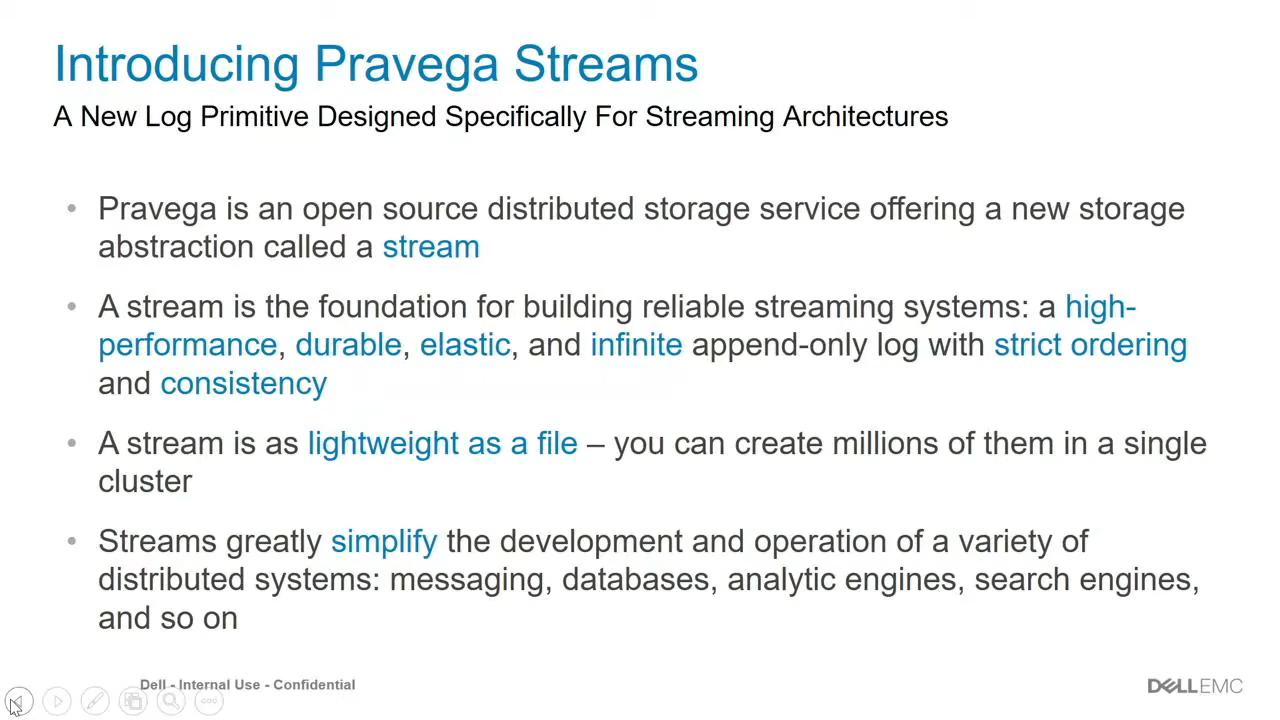 Introducing Pravega Streams
A New Log Primitive Designed Specifically For Streaming Architectures
• Pravega is an open source distributed storage service offering a new storage
abstraction called a stream
• A stream is the foundation for building reliable streaming systems: a high-
performance, durable, elastic, and infinite append-only log with strict ordering
and consistency
• A stream is as lightweight as a file – you can create millions of them in a single
cluster
• Streams greatly simplify the development and operation of a variety of
distributed systems: messaging, databases, analytic engines, search engines,
and so on
Dell - Internal Use - Confidential
DELLEMC